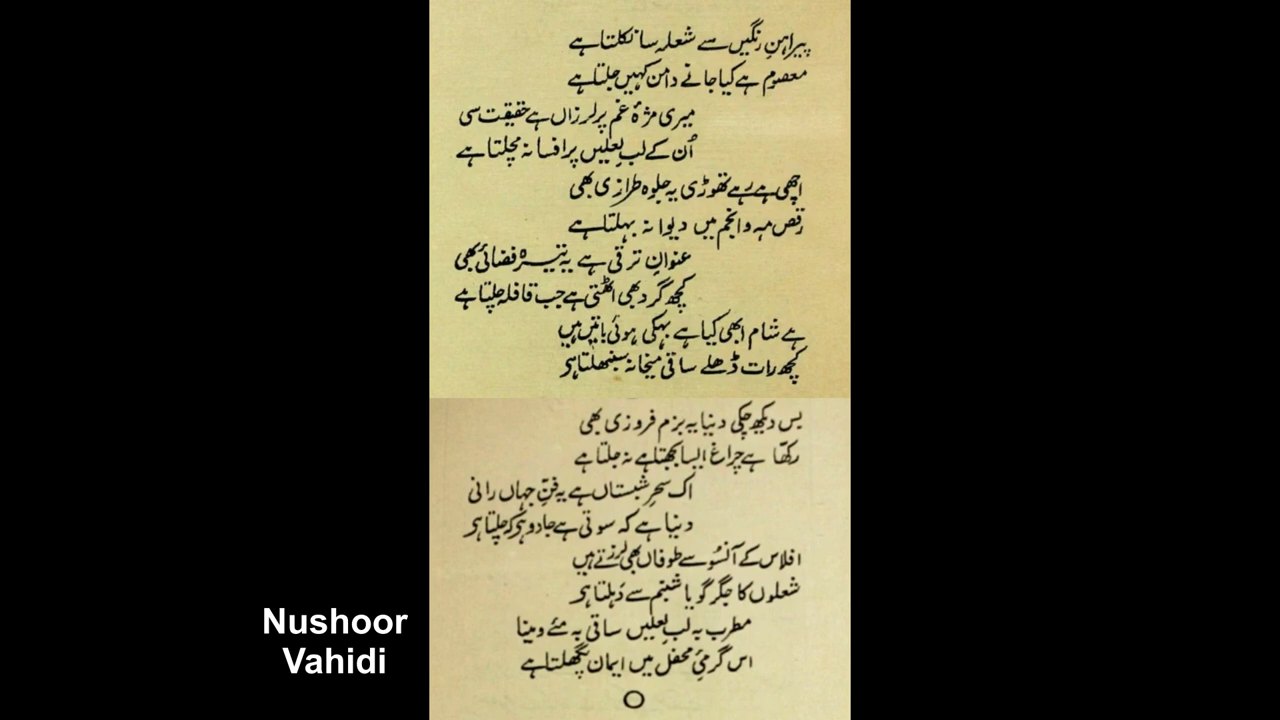 پیراہنِ رنگیں سے شعلہ سا نکلتا ہے
معصوم ہے کیا جانے دامن کہیں جلتا ہے
میری مژۂ غم پر لرزاں ہے حقیقت سی
اُن کے لبِ لعلیں پر افسانہ مچلتا ہے
اچھی ہے رہے تھوڑی یہ جلوہ طرازی بھی
رقص مہ و انجم میں دیوانہ بہلتا ہے
عنوانِ ترقی ہے یہ تیرہ فضائی بھی
کچھ گرد بھی اٹھتی ہے جب قافلہ چلتا ہے
ہے شام ابھی کیا ہے بہکی ہوئی باتیں ہیں
کچھ رات ڈھلے ساقی میخانہ سنبھلتا ہے
بس دیکھ چکی دنیا یہ بزم فروزی بھی
رکھا ہے چراغ ایسا بجھتا ہے نہ جلتا ہے
اک سحرِ شبستاں ہے یہ فنِّ جہاں رانی
دنیا ہے کہ سوتی ہے جادو ہے کہ چلتا ہے
افلاس کے آنسو سے طوفاں بھی لرزتے ہیں
شعلوں کا جگر گویا شبنم سے دَہلتا ہے
مطرب بہ لبِ لعلیں ساقی بہ مئے و مینا
اس گرمیٔ محفل میں ایمان پگھلتا ہے
Nushoor
Vahidi